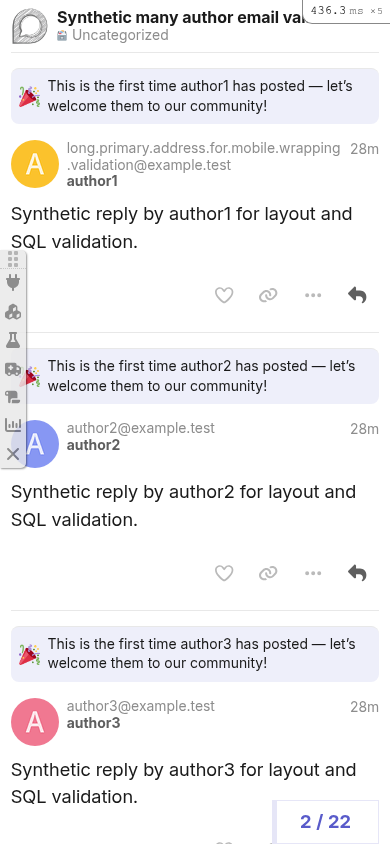 Synthetic many author email val
436.3 ms ×5
Uncategorized
This is the first time author1 has posted — let’s
welcome them to our community!
A
long.primary.address.for.mobile.wrapping
.validation@example.test
28m
author1
Synthetic reply by author1 for layout and
SQL validation.
This is the first time author2 has posted — let’s
welcome them to our community!
A
author2@example.test
28m
author2
Synthetic reply by author2 for layout and
SQL validation.
This is the first time author3 has posted — let’s
welcome them to our community!
A
author3@example.test
28m
author3
Synthetic reply by author3 for layout and
SQL validation.
2 / 22